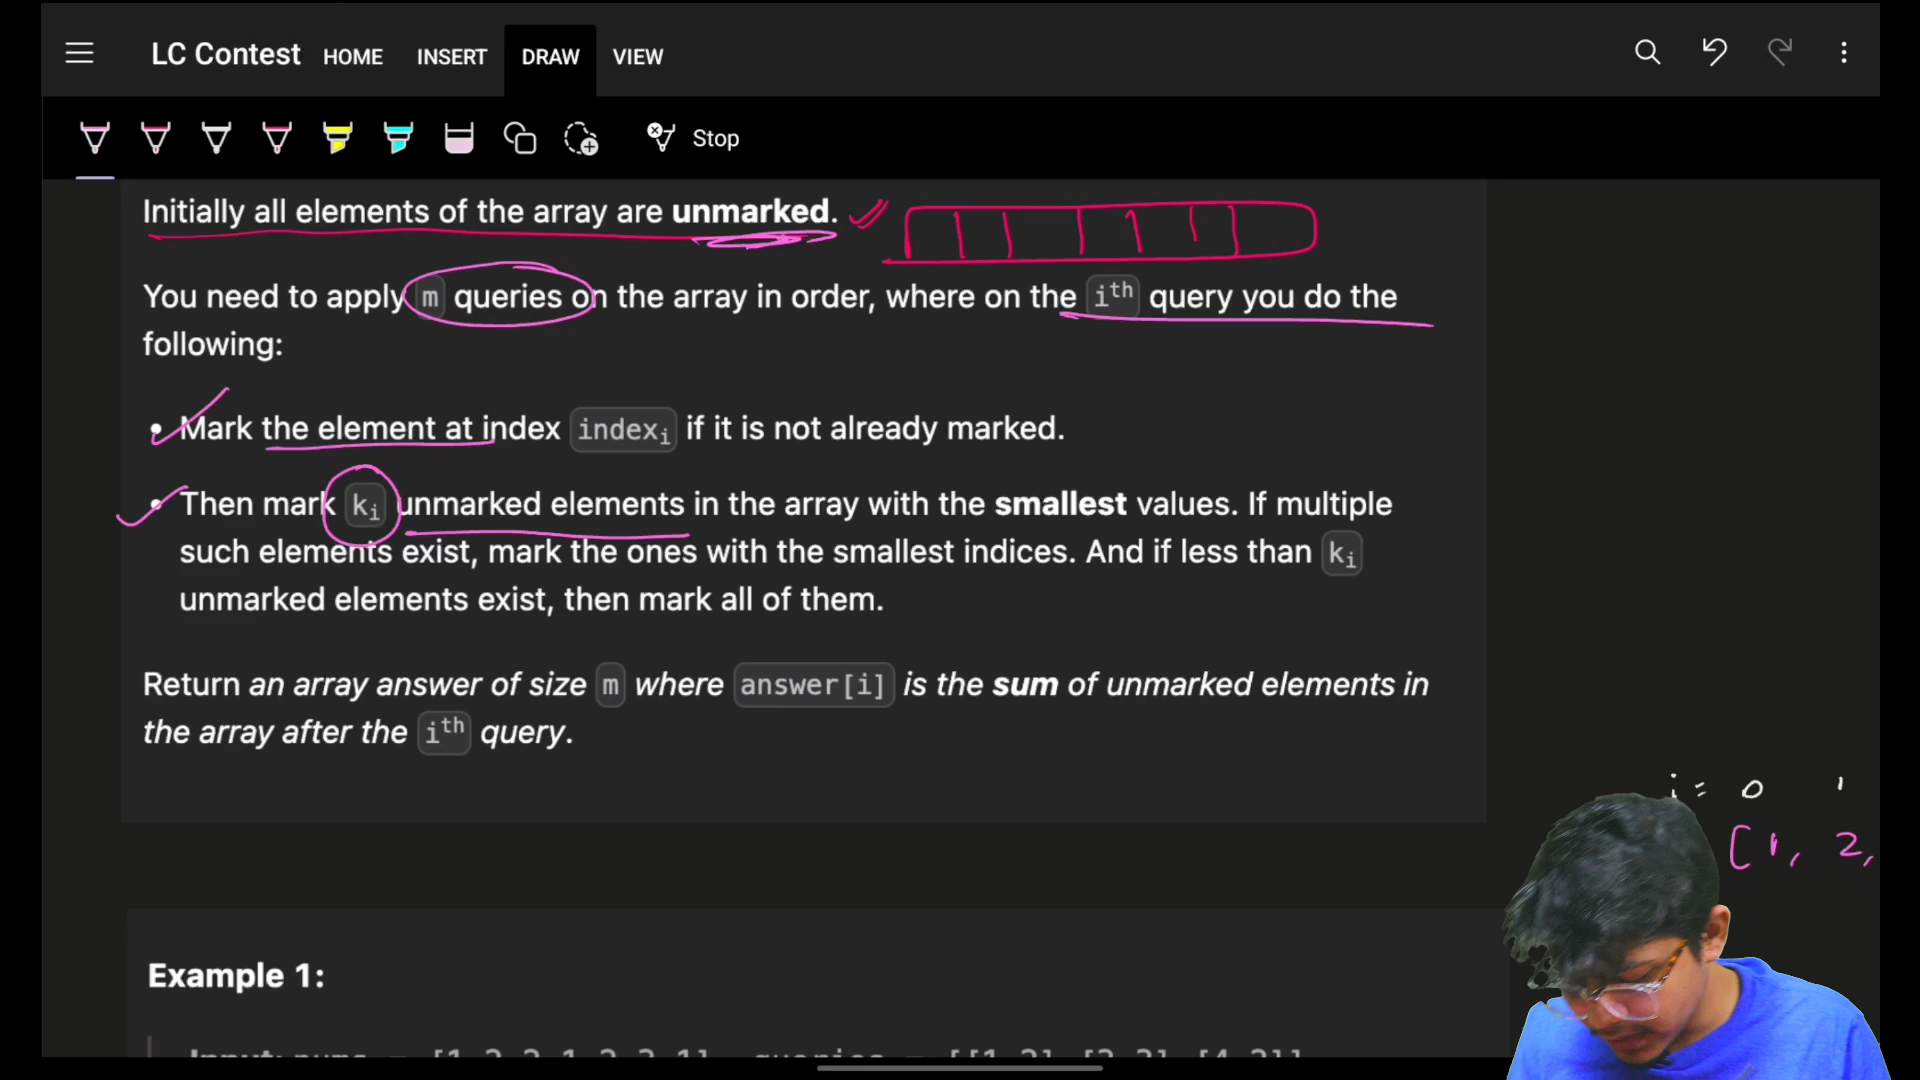 LC Contest HOME INSERT DRAW VIEW
Stop
Initially all elements of the array are unmarked.
You need to apply m queries on the array in order, where on the iᵗʰ query you do the
following:
• Mark the element at index indexᵢ if it is not already marked.
• Then mark kᵢ unmarked elements in the array with the smallest values. If multiple
such elements exist, mark the ones with the smallest indices. And if less than kᵢ
unmarked elements exist, then mark all of them.
Return an array answer of size m where answer[i] is the sum of unmarked elements in
the array after the iᵗʰ query.
i = 0 1
[1, 2,
Example 1: